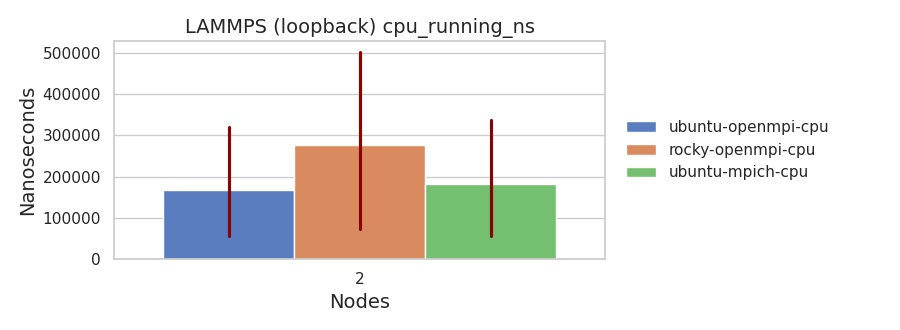 LAMMPS (loopback) cpu_running_ns
Nanoseconds
500000
400000
300000
200000
100000
0
2
Nodes
ubuntu-openmpi-cpu
rocky-openmpi-cpu
ubuntu-mpich-cpu